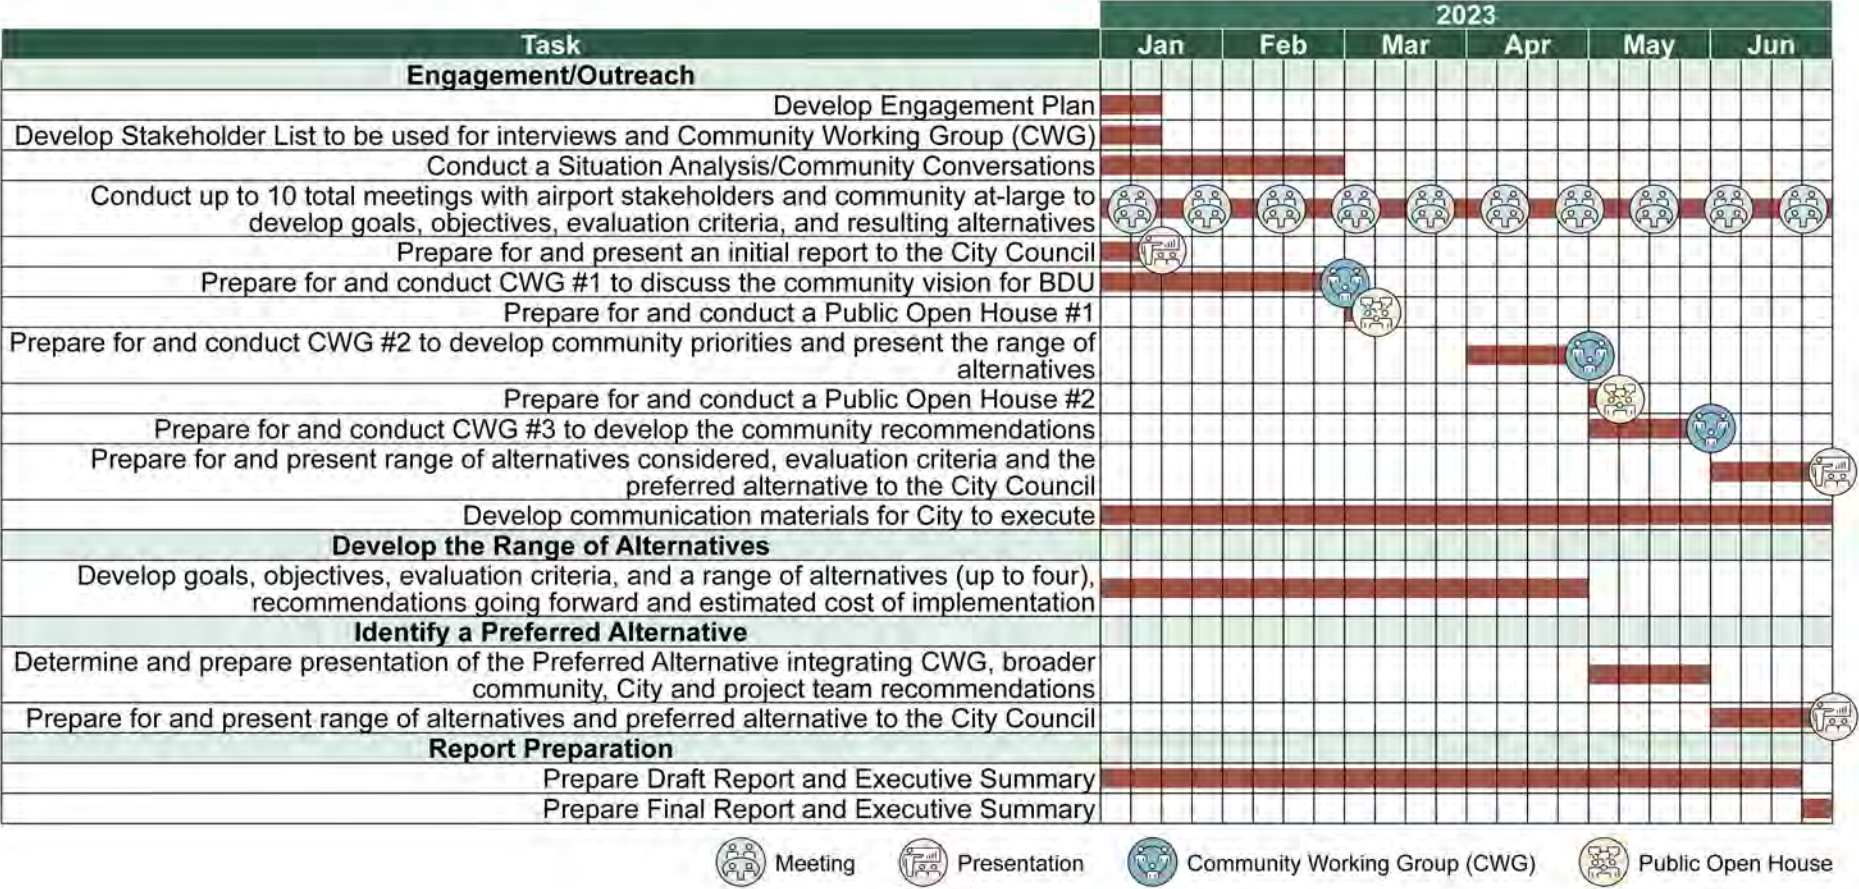 2023
Task Jan Feb Mar Apr May Jun
Engagement/Outreach
Develop Engagement Plan
Develop Stakeholder List to be used for interviews and Community Working Group (CWG)
Conduct a Situation Analysis/Community Conversations
Conduct up to 10 total meetings with airport stakeholders and community at-large to
develop goals, objectives, evaluation criteria, and resulting alternatives
Prepare for and present an initial report to the City Council
Prepare for and conduct CWG #1 to discuss the community vision for BDU
Prepare for and conduct a Public Open House #1
Prepare for and conduct CWG #2 to develop community priorities and present the range of
alternatives
Prepare for and conduct a Public Open House #2
Prepare for and conduct CWG #3 to develop the community recommendations
Prepare for and present range of alternatives considered, evaluation criteria and the
preferred alternative to the City Council
Develop communication materials for City to execute
Develop the Range of Alternatives
Develop goals, objectives, evaluation criteria, and a range of alternatives (up to four),
recommendations going forward and estimated cost of implementation
Identify a Preferred Alternative
Determine and prepare presentation of the Preferred Alternative integrating CWG, broader
community, City and project team recommendations
Prepare for and present range of alternatives and preferred alternative to the City Council
Report Preparation
Prepare Draft Report and Executive Summary
Prepare Final Report and Executive Summary
Meeting Presentation Community Working Group (CWG) Public Open House